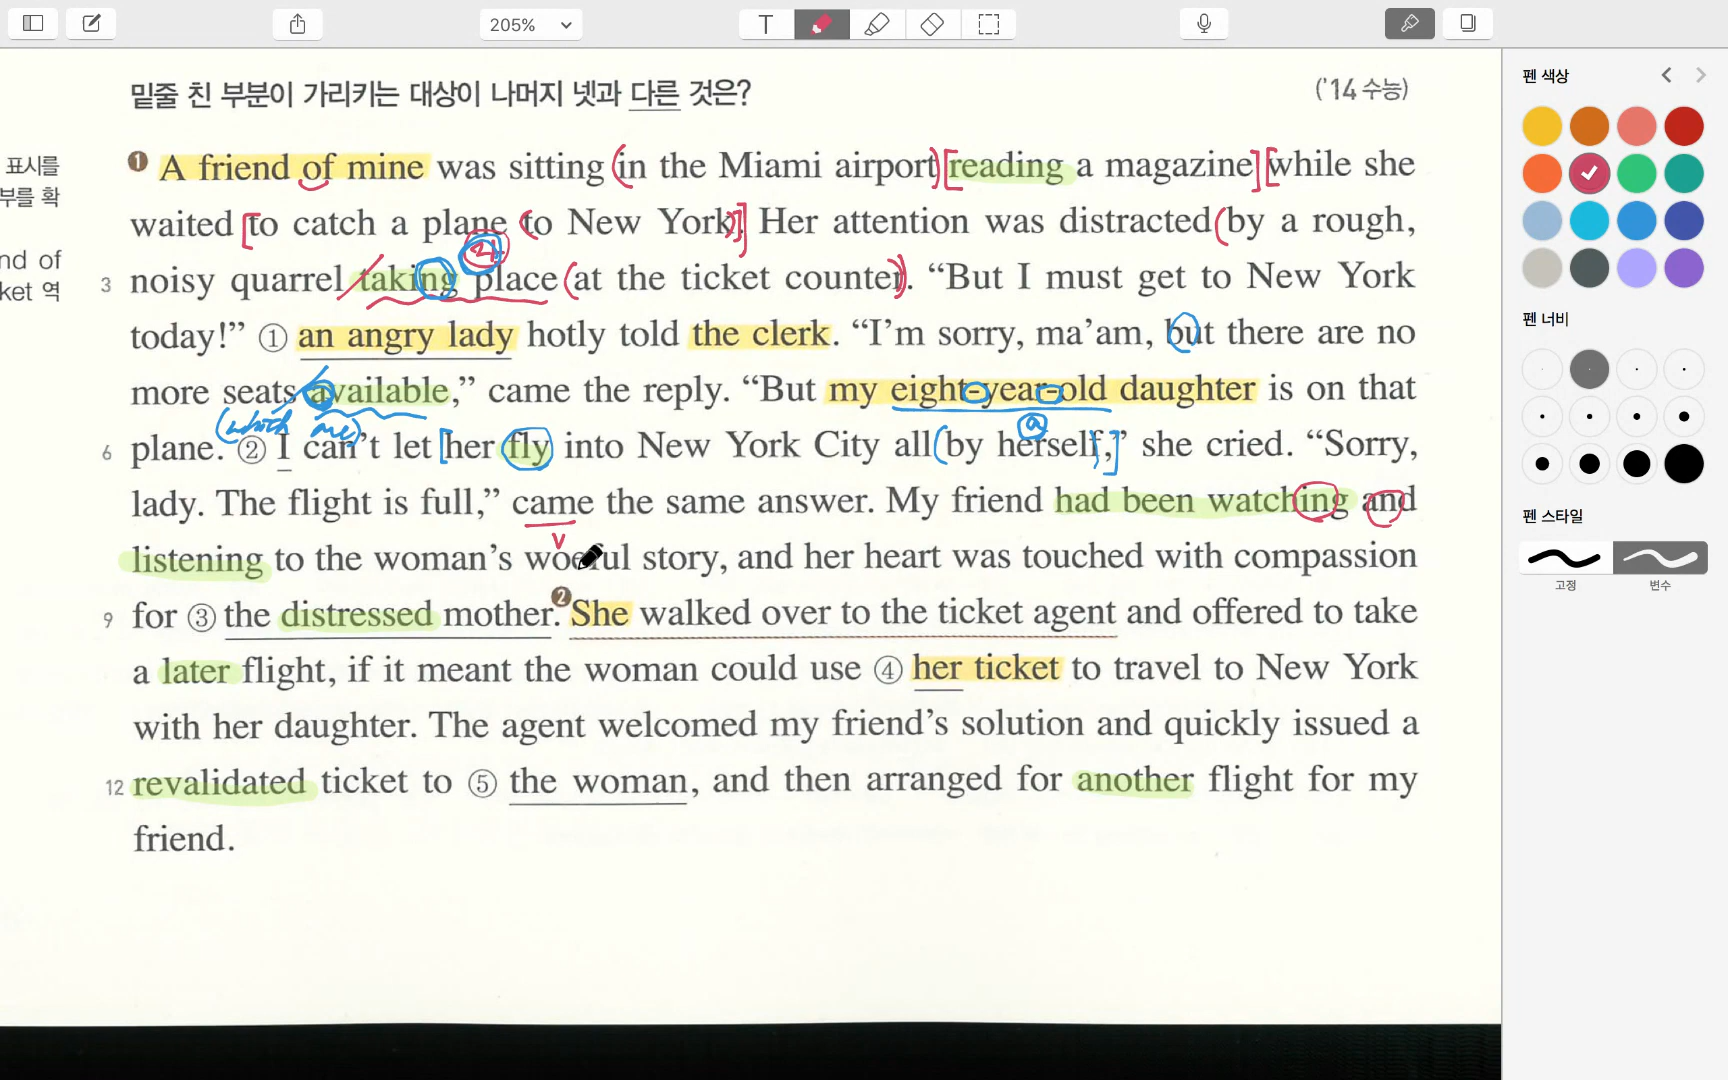 205%
T
밑줄 친 부분이 가리키는 대상이 나머지 넷과 다른 것은? ('14 수능)
표시를
부를 확
nd of
ket 역
❶ A friend of mine was sitting (in the Miami airport) [reading a magazine] [while she
waited [to catch a plane (to New York)]. Her attention was distracted (by a rough,
3 noisy quarrel taking place (at the ticket counter). “But I must get to New York
today!” ① an angry lady hotly told the clerk. “I’m sorry, ma’am, but there are no
more seats available,” came the reply. “But my eight-year-old daughter is on that
(which are)
6 plane. ② I can’t let [her fly into New York City all (by herself),]” she cried. “Sorry,
lady. The flight is full,” came the same answer. My friend had been watching and
v
listening to the woman’s woeful story, and her heart was touched with compassion
9 for ③ the distressed mother. ❷ She walked over to the ticket agent and offered to take
a later flight, if it meant the woman could use ④ her ticket to travel to New York
with her daughter. The agent welcomed my friend’s solution and quickly issued a
12 revalidated ticket to ⑤ the woman, and then arranged for another flight for my
friend.
펜 색상
펜 너비
펜 스타일
고정 변수